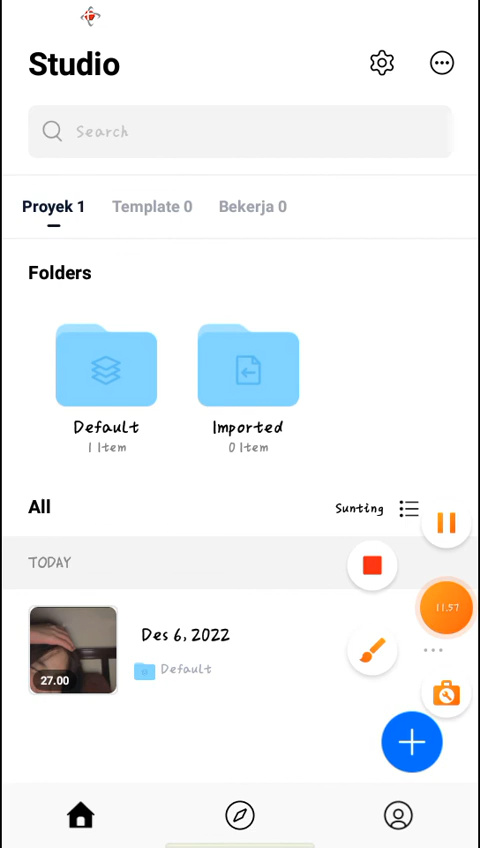 Studio
Search
Proyek 1
Template 0
Bekerja 0
Folders
Default
1 Item
Imported
0 Item
All
Sunting
TODAY
11.57
Des 6, 2022
Default
27.00